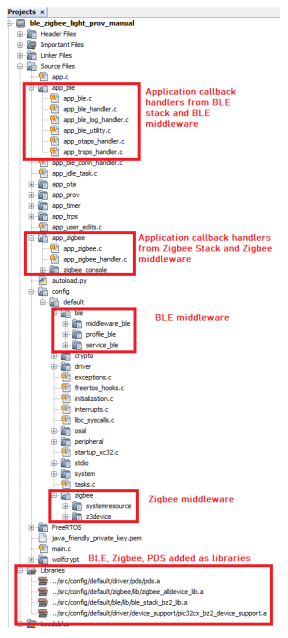 Projects ×
ble_zigbee_light_prov_manual
Header Files
Important Files
Linker Files
Source Files
app.c
app_ble
app_ble.c
app_ble_handler.c
app_ble_log_handler.c
app_ble_utility.c
app_otaps_handler.c
app_trsps_handler.c
Application callback
handlers from BLE
stack and BLE
middleware
app_ble_conn_handler.c
app_idle_task.c
app_ota
app_prov
app_timer
app_trps
app_user_edits.c
app_zigbee
app_zigbee.c
app_zigbee_handler.c
zigbee_console
Application callback handlers
from Zigbee Stack and Zigbee
middleware
autoload.py
config
default
ble
middleware_ble
profile_ble
service_ble
BLE middleware
crypto
driver
exceptions.c
freertos_hooks.c
initialization.c
interrupts.c
libc_syscalls.c
osal
peripheral
startup_xc32.c
stdio
system
tasks.c
zigbee
systemresource
z3device
Zigbee middleware
FreeRTOS
java_friendly_private_key.pem
main.c
wolfcrypt
BLE, Zigbee, PDS added as libraries
Libraries
../src/config/default/driver/pds/pds.a
../src/config/default/zigbee/lib/zigbee_alldevice_lib.a
../src/config/default/ble/lib/ble_stack_bz2_lib.a
../src/config/default/driver/device_support/pic32cx_bz2_device_support.a